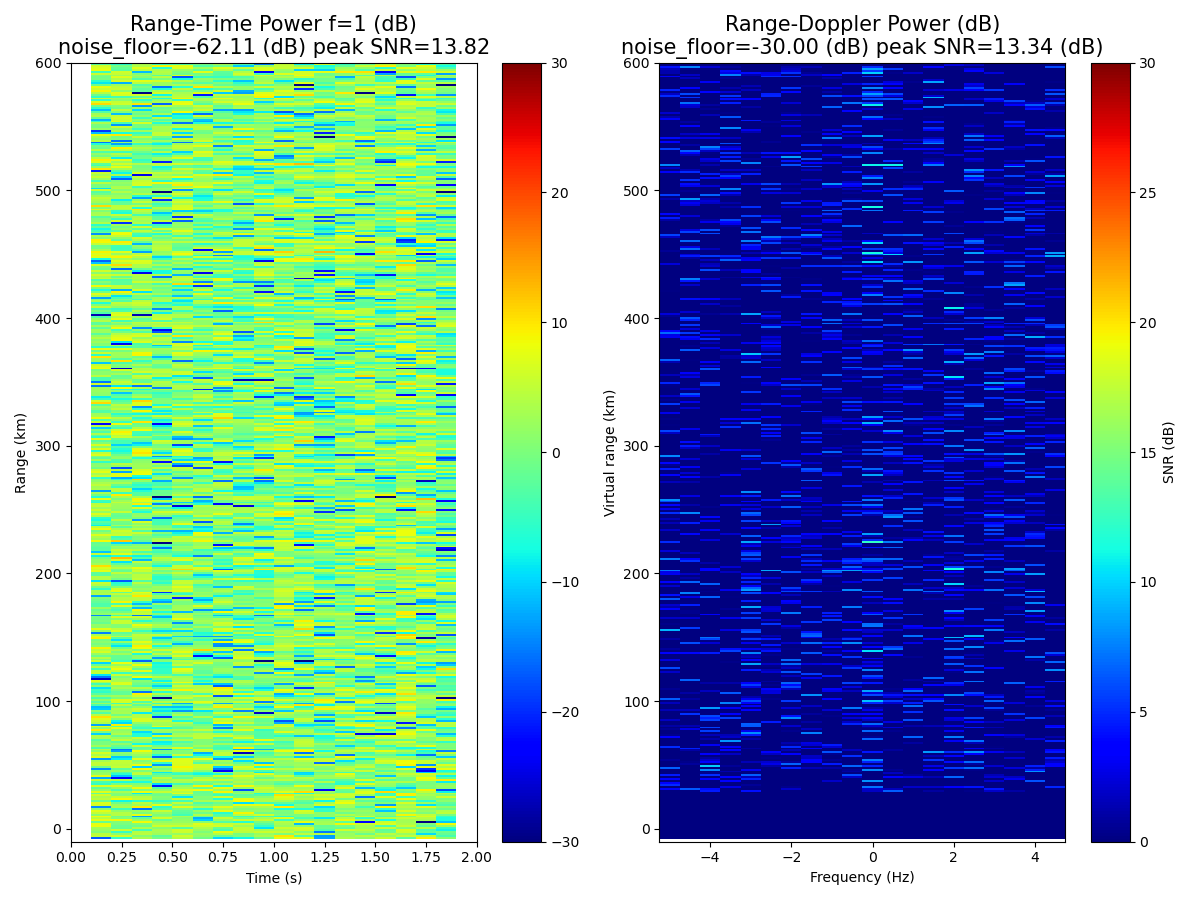 Range-Time Power f=1 (dB)
noise_floor=-62.11 (dB) peak SNR=13.82
Range-Doppler Power (dB)
noise_floor=-30.00 (dB) peak SNR=13.34 (dB)
600
500
400
300
200
100
0
Range (km)
0.00 0.25 0.50 0.75 1.00 1.25 1.50 1.75 2.00
Time (s)
30
20
10
0
−10
−20
−30
600
500
400
300
200
100
0
Virtual range (km)
−4 −2 0 2 4
Frequency (Hz)
30
25
20
15
10
5
0
SNR (dB)